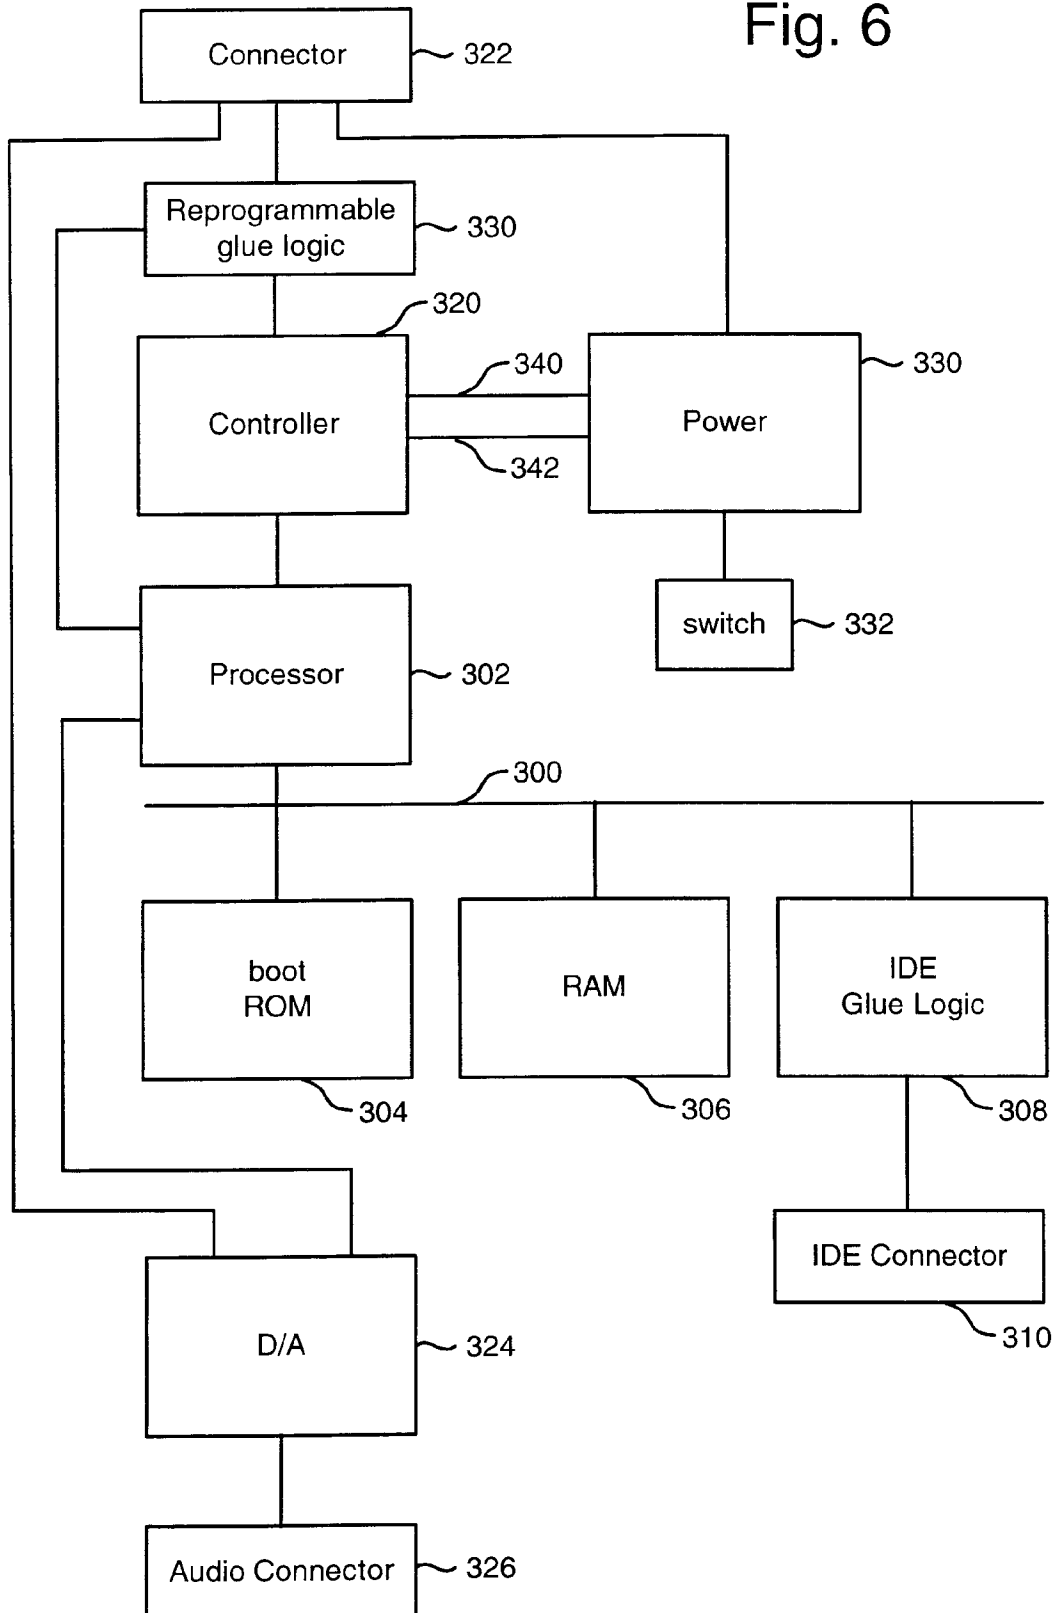 Fig. 6
Connector
322
Reprogrammable
glue logic
330
320
Controller
340
342
Power
330
switch
332
Processor
302
300
boot
ROM
304
RAM
306
IDE
Glue Logic
308
IDE Connector
310
D/A
324
Audio Connector
326